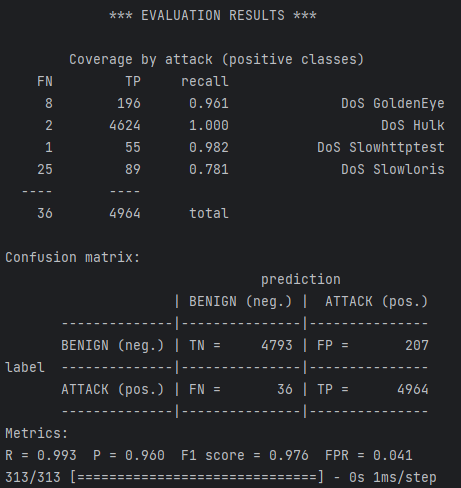 *** EVALUATION RESULTS ***
Coverage by attack (positive classes)
FN TP recall
8 196 0.961 DoS GoldenEye
2 4624 1.000 DoS Hulk
1 55 0.982 DoS Slowhttptest
25 89 0.781 DoS Slowloris
---- ----
36 4964 total
Confusion matrix:
prediction
| BENIGN (neg.) | ATTACK (pos.)
--------------|---------------|---------------
BENIGN (neg.) | TN = 4793 | FP = 207
label --------------|---------------|---------------
ATTACK (pos.) | FN = 36 | TP = 4964
--------------|---------------|---------------
Metrics:
R = 0.993 P = 0.960 F1 score = 0.976 FPR = 0.041
313/313 [==============================] - 0s 1ms/step